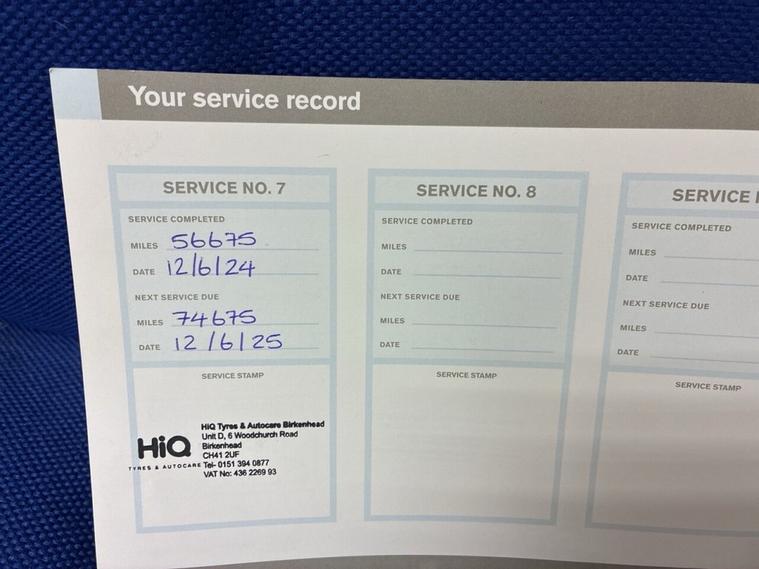 Your service record
SERVICE NO. 7
SERVICE COMPLETED
MILES 56675
DATE 12/6/24
NEXT SERVICE DUE
MILES 74675
DATE 12/6/25
SERVICE STAMP
HiQ
TYRES & AUTOCARE
HiQ Tyres & Autocare Birkenhead
Unit D, 6 Woodchurch Road
Birkenhead
CH41 2UF
Tel- 0151 394 0877
VAT No: 436 2269 93
SERVICE NO. 8
SERVICE COMPLETED
MILES
DATE
NEXT SERVICE DUE
MILES
DATE
SERVICE STAMP
SERVICE
SERVICE COMPLETED
MILES
DATE
NEXT SERVICE DUE
MILES
DATE
SERVICE STAMP